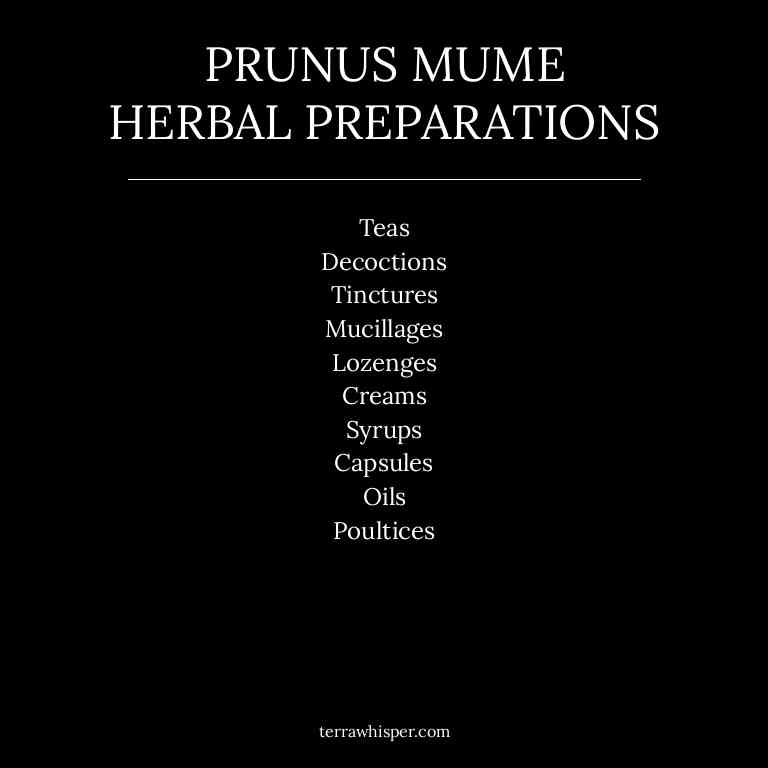 PRUNUS MUME
HERBAL PREPARATIONS
Teas
Decoctions
Tinctures
Mucillages
Lozenges
Creams
Syrups
Capsules
Oils
Poultices
terrawhisper.com